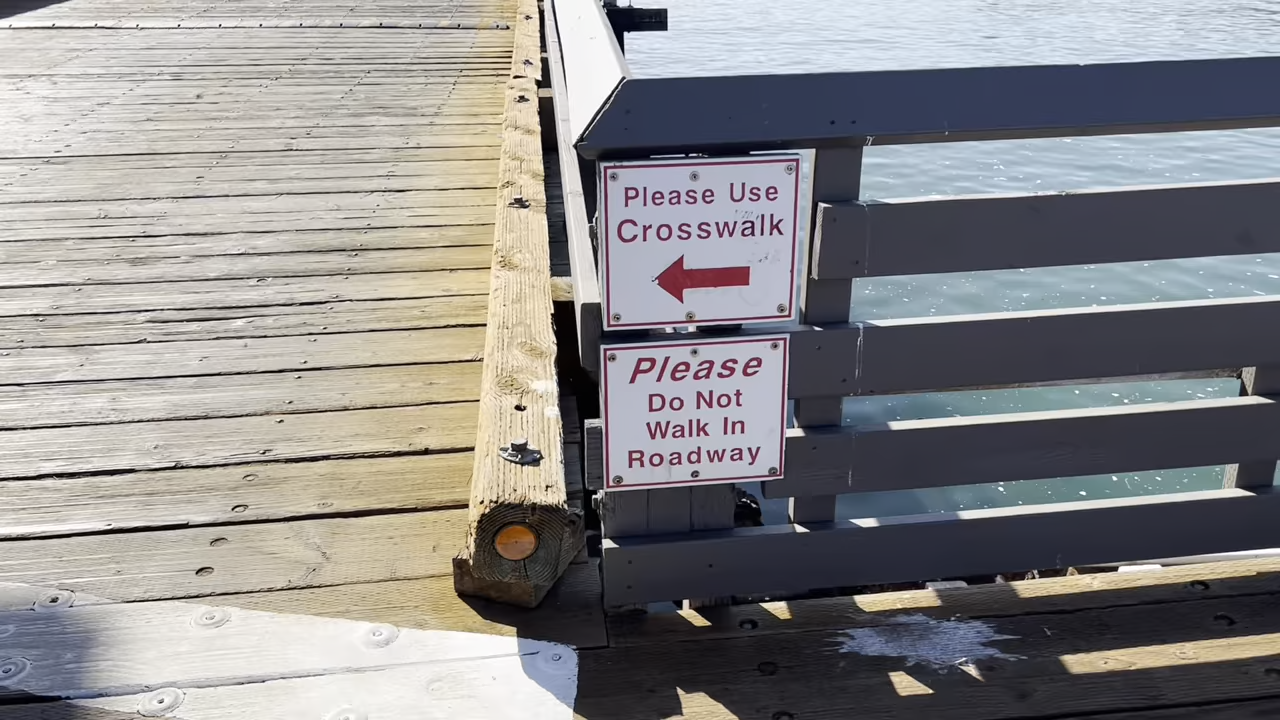 Please Use
Crosswalk
Please
Do Not
Walk In
Roadway